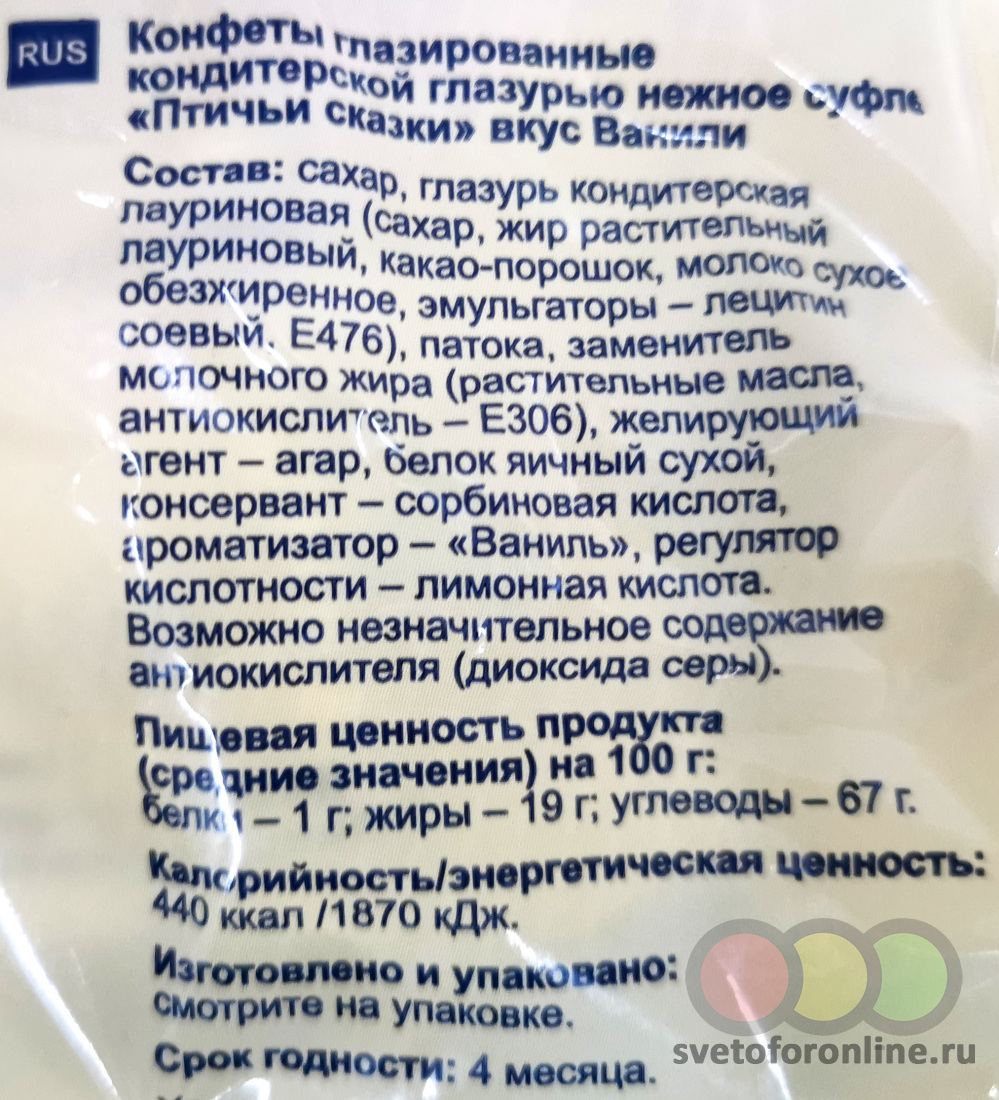 RUS
Конфеты глазированные
кондитерской глазурью нежное суфле
«Птичьи сказки» вкус Ванили
Состав: сахар, глазурь кондитерская
лауриновая (сахар, жир растительный
лауриновый, какао-порошок, молоко сухое
обезжиренное, эмульгаторы – лецитин
соевый, Е476), патока, заменитель
молочного жира (растительные масла,
антиокислитель – Е306), желирующий
агент – агар, белок яичный сухой,
консервант – сорбиновая кислота,
ароматизатор – «Ваниль», регулятор
кислотности – лимонная кислота.
Возможно незначительное содержание
антиокислителя (диоксида серы).
Пищевая ценность продукта
(средние значения) на 100 г:
белки – 1 г; жиры – 19 г; углеводы – 67 г.
Калорийность/энергетическая ценность:
440 ккал /1870 кДж.
Изготовлено и упаковано:
смотрите на упаковке.
Срок годности: 4 месяца.
svetoforonline.ru